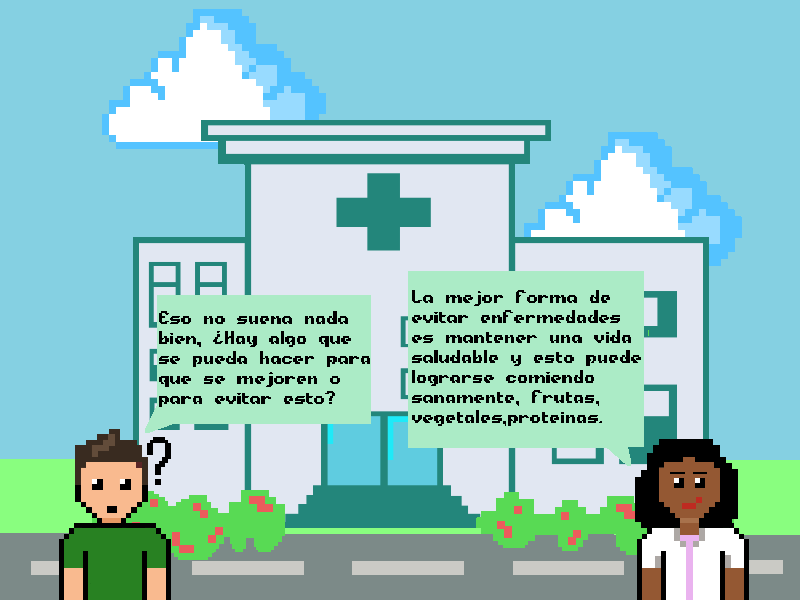 Eso no suena nada
bien, ¿Hay algo que
se pueda hacer para
que se mejoren o
para evitar esto?
La mejor forma de
evitar enfermedades
es mantener una vida
saludable y esto puede
lograrse comiendo
sanamente, frutas,
vegetales,proteinas.
?